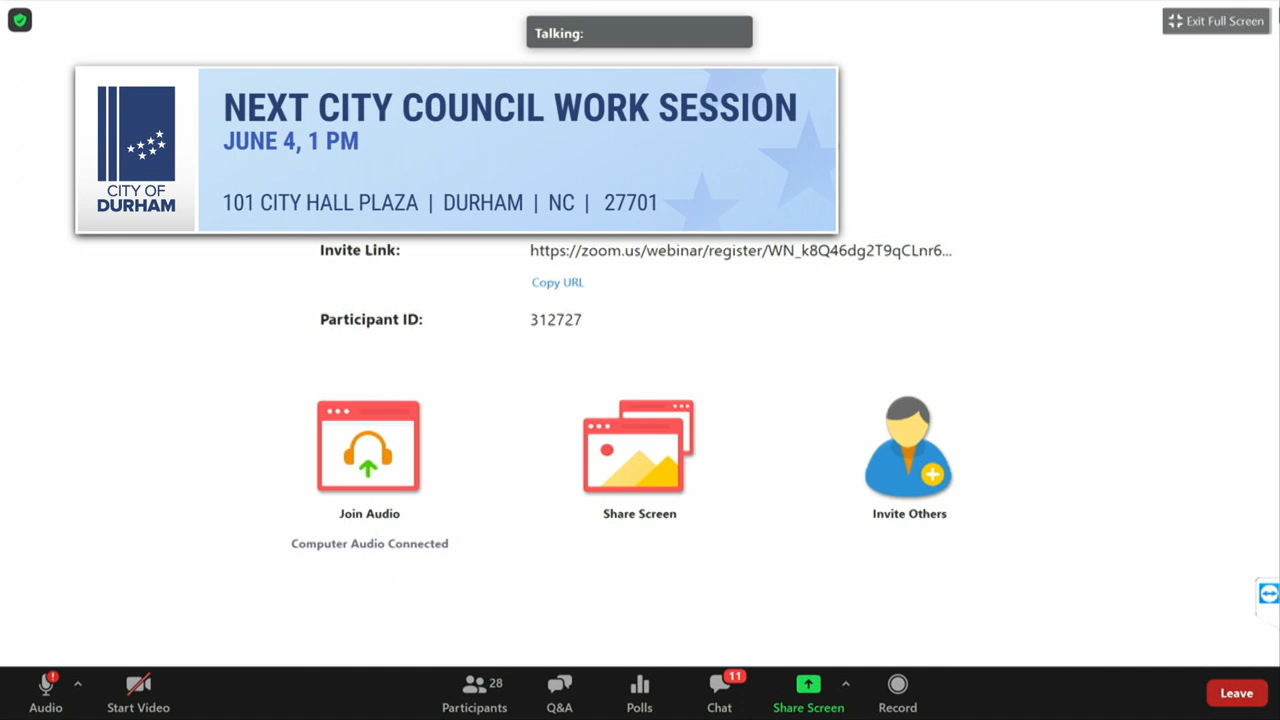 Talking:
Exit Full Screen
NEXT CITY COUNCIL WORK SESSION
JUNE 4, 1 PM
101 CITY HALL PLAZA | DURHAM | NC | 27701
CITY OF
DURHAM
Invite Link:
https://zoom.us/webinar/register/WN_k8Q46dg2T9qCLnr6...
Copy URL
Participant ID:
312727
Join Audio
Share Screen
Invite Others
Computer Audio Connected
Audio
Start Video
28
Participants
Q&A
Polls
11
Chat
Share Screen
Record
Leave